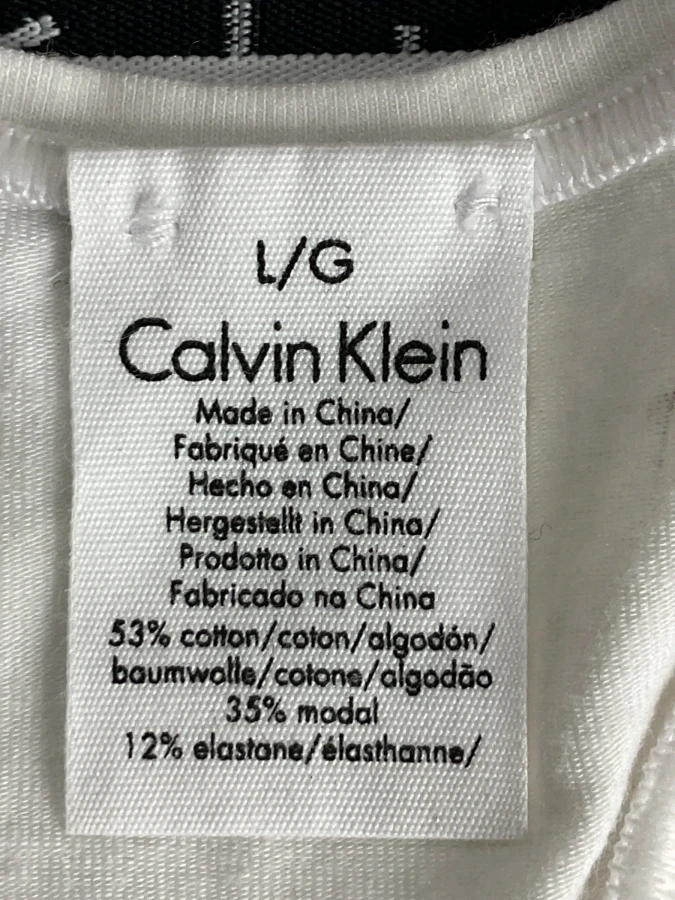 L/G
Calvin Klein
Made in China/
Fabriqué en Chine/
Hecho en China/
Hergestellt in China/
Prodotto in China/
Fabricado na China
53% cotton/coton/algodón/
baumwolle/cotone/algodão
35% modal
12% elastane/élasthanne/